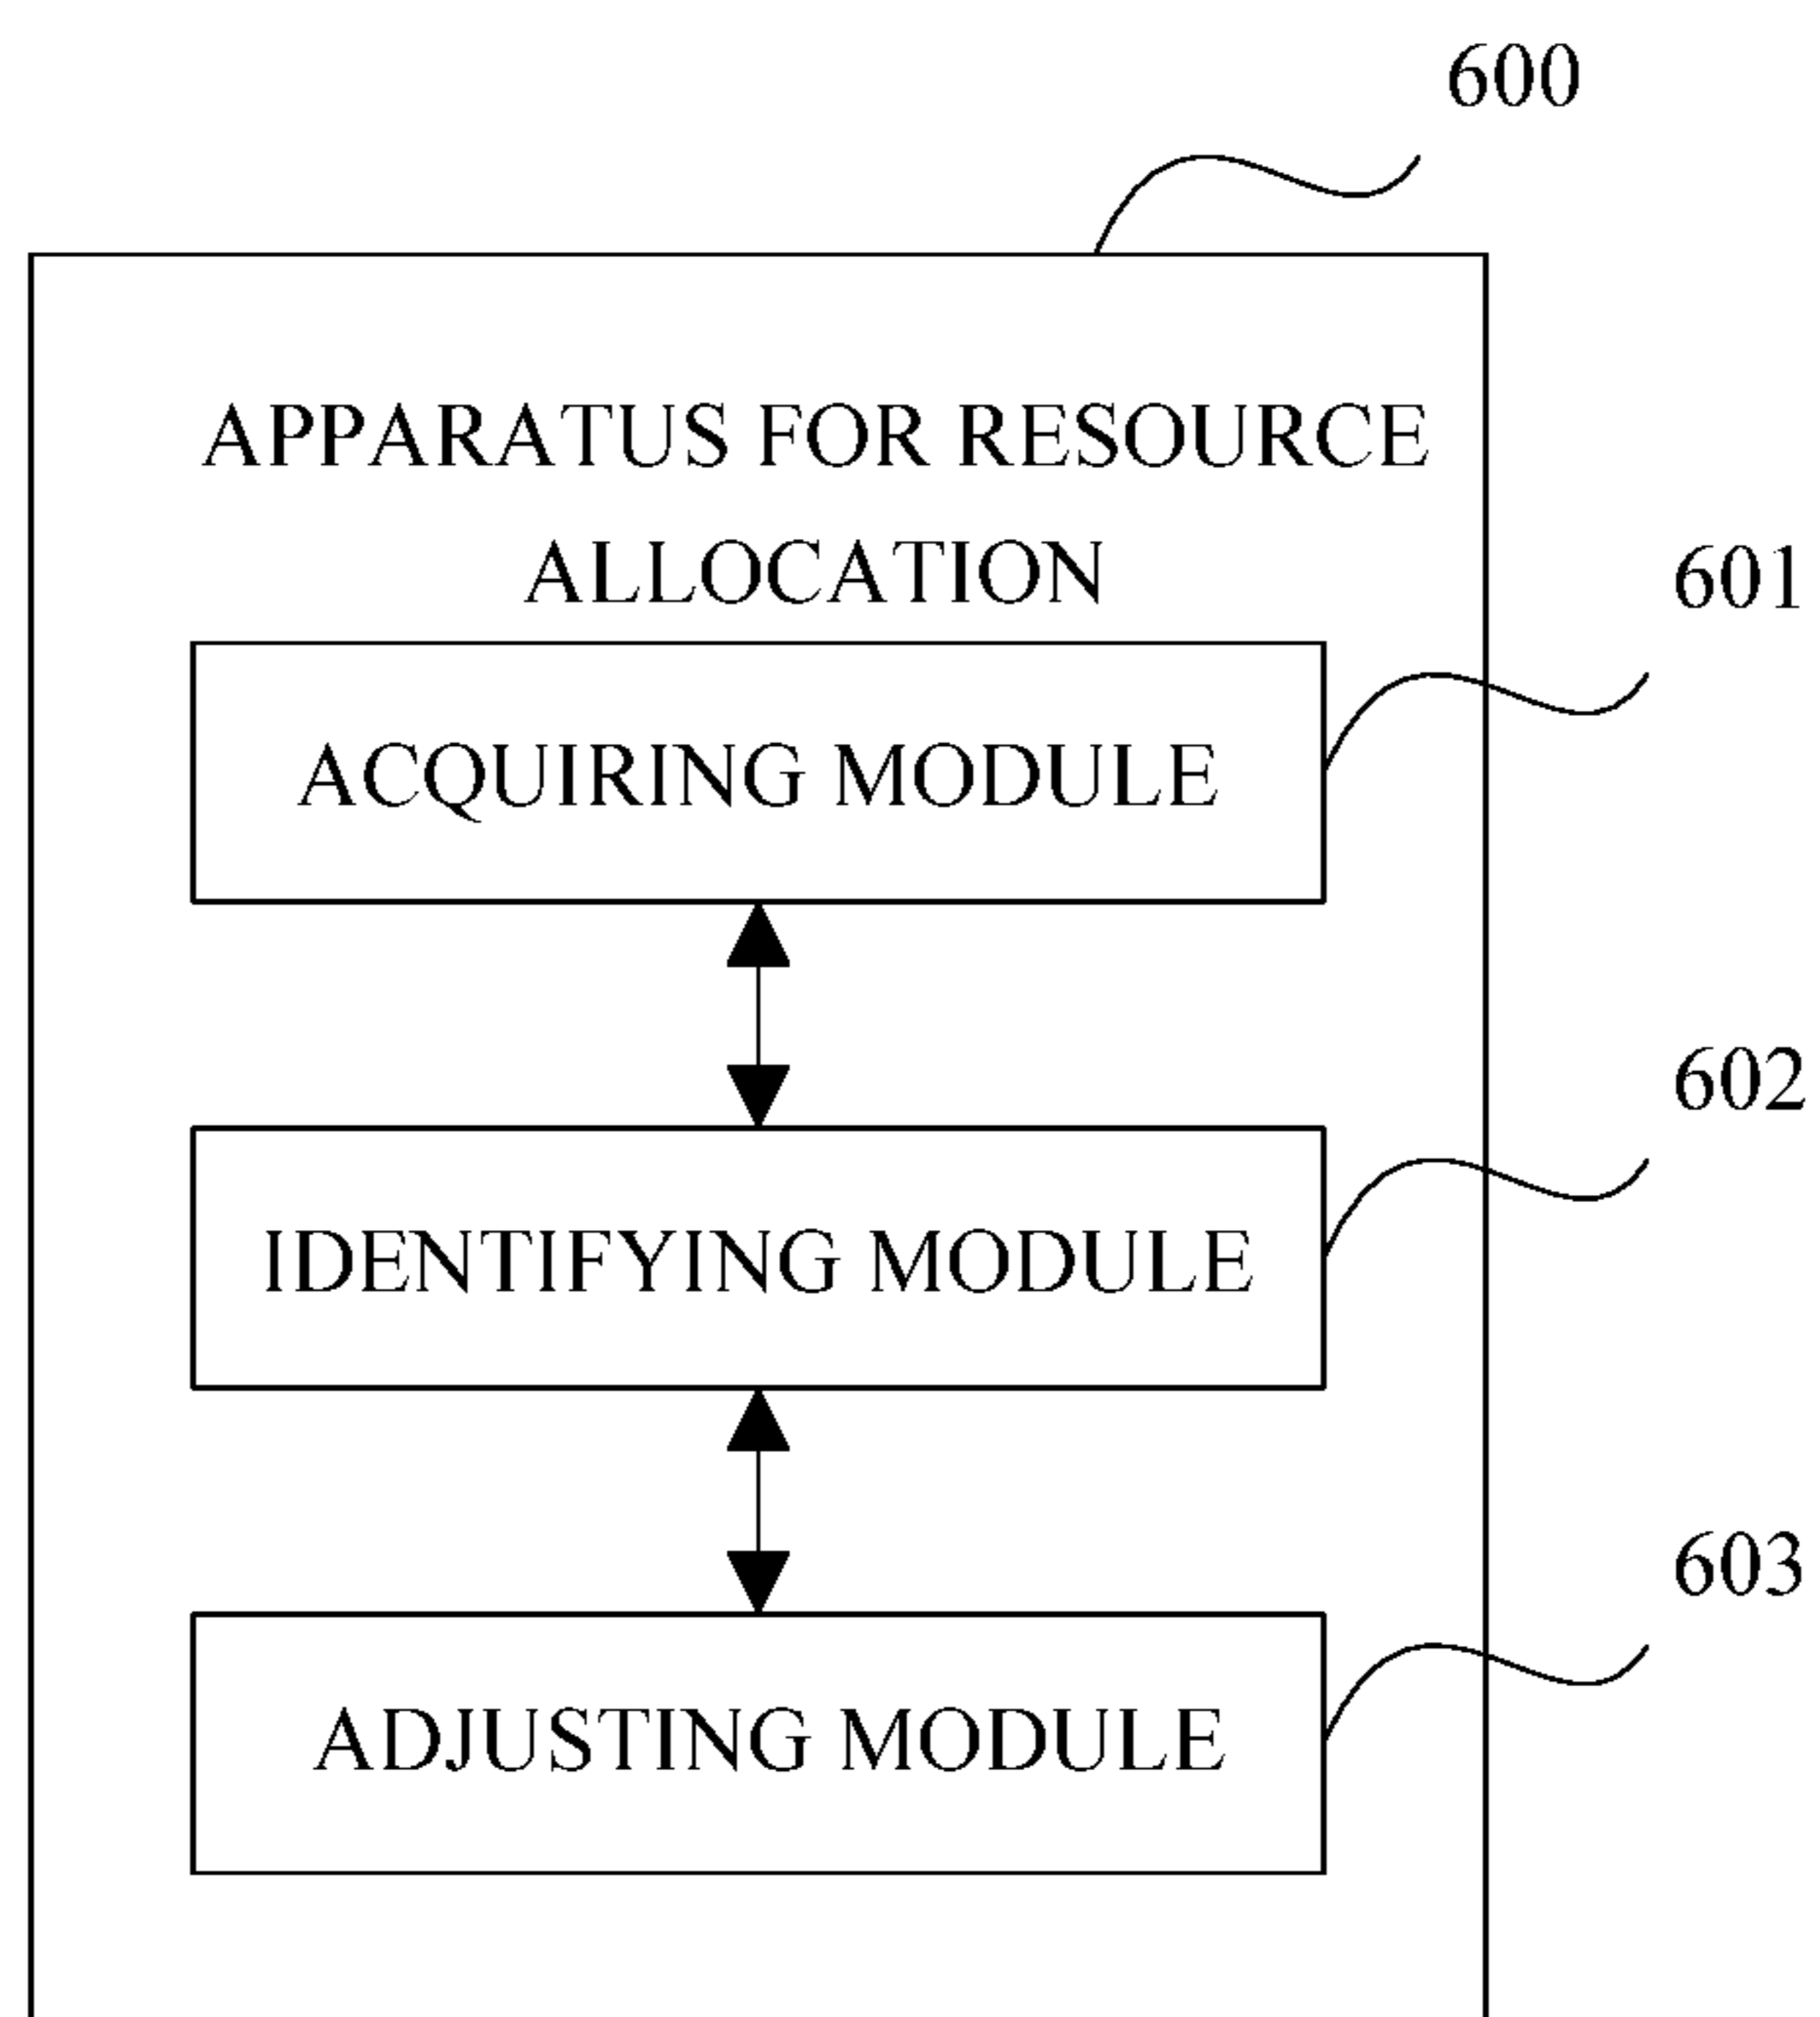 600
APPARATUS FOR RESOURCE
ALLOCATION
601
ACQUIRING MODULE
602
IDENTIFYING MODULE
603
ADJUSTING MODULE